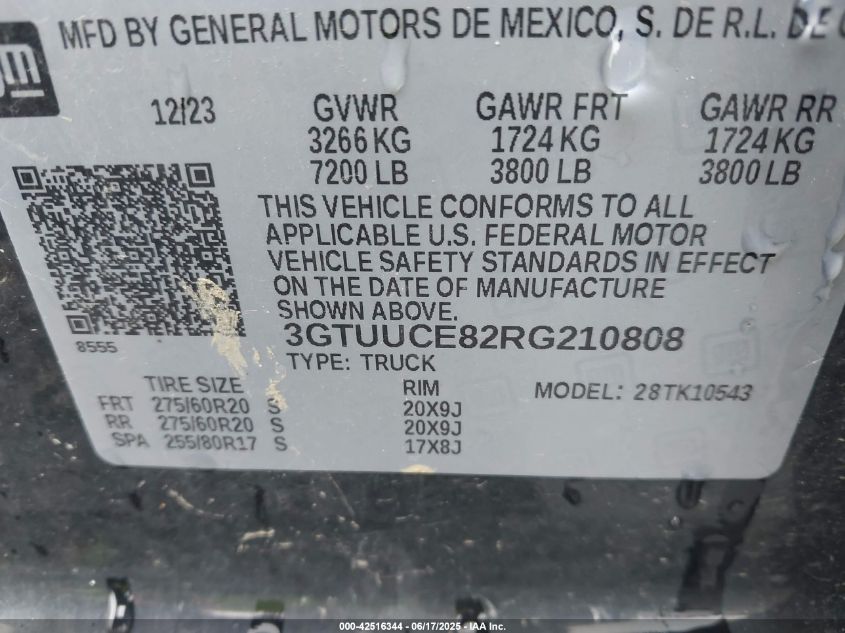 MFD BY GENERAL MOTORS DE MEXICO, S. DE R.L. DE
gm
12/23 GVWR GAWR FRT GAWR RR
3266 KG 1724 KG 1724 KG
7200 LB 3800 LB 3800 LB
THIS VEHICLE CONFORMS TO ALL
APPLICABLE U.S. FEDERAL MOTOR
VEHICLE SAFETY STANDARDS IN EFFECT
ON THE DATE OF MANUFACTURE
SHOWN ABOVE.
3GTUUCE82RG210808
8555
TYPE: TRUCK
TIRE SIZE RIM MODEL: 28TK10543
FRT 275/60R20 S 20X9J
RR 275/60R20 S 20X9J
SPA 255/80R17 S 17X8J
000-42516344 - 06/17/2025 - IAA Inc.